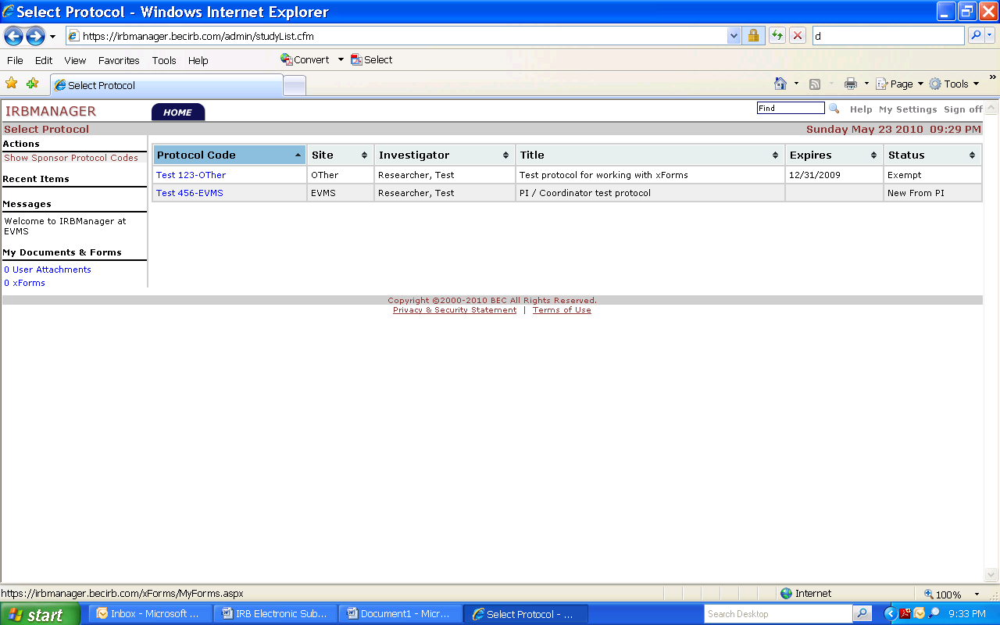 Select Protocol - Windows Internet Explorer
https://irbmanager.becirb.com/admin/studyList.cfm
d
File Edit View Favorites Tools Help Convert Select
Select Protocol Page Tools »
IRBMANAGER HOME Find Help My Settings Sign off
Select Protocol Sunday May 23 2010 09:29 PM
Actions
Show Sponsor Protocol Codes
Recent Items
Messages
Welcome to IRBManager at
EVMS
My Documents & Forms
0 User Attachments
0 xForms
Protocol Code Site Investigator Title Expires Status
Test 123-OTher OTher Researcher, Test Test protocol for working with xForms 12/31/2009 Exempt
Test 456-EVMS EVMS Researcher, Test PI / Coordinator test protocol New From PI
Copyright ©2000-2010 BEC All Rights Reserved.
Privacy & Security Statement | Terms of Use
https://irbmanager.becirb.com/xForms/MyForms.aspx Internet 100%
start Inbox - Microsoft ... IRB Electronic Sub... Document1 - Micr... Select Protocol - ... Search Desktop 9:33 PM